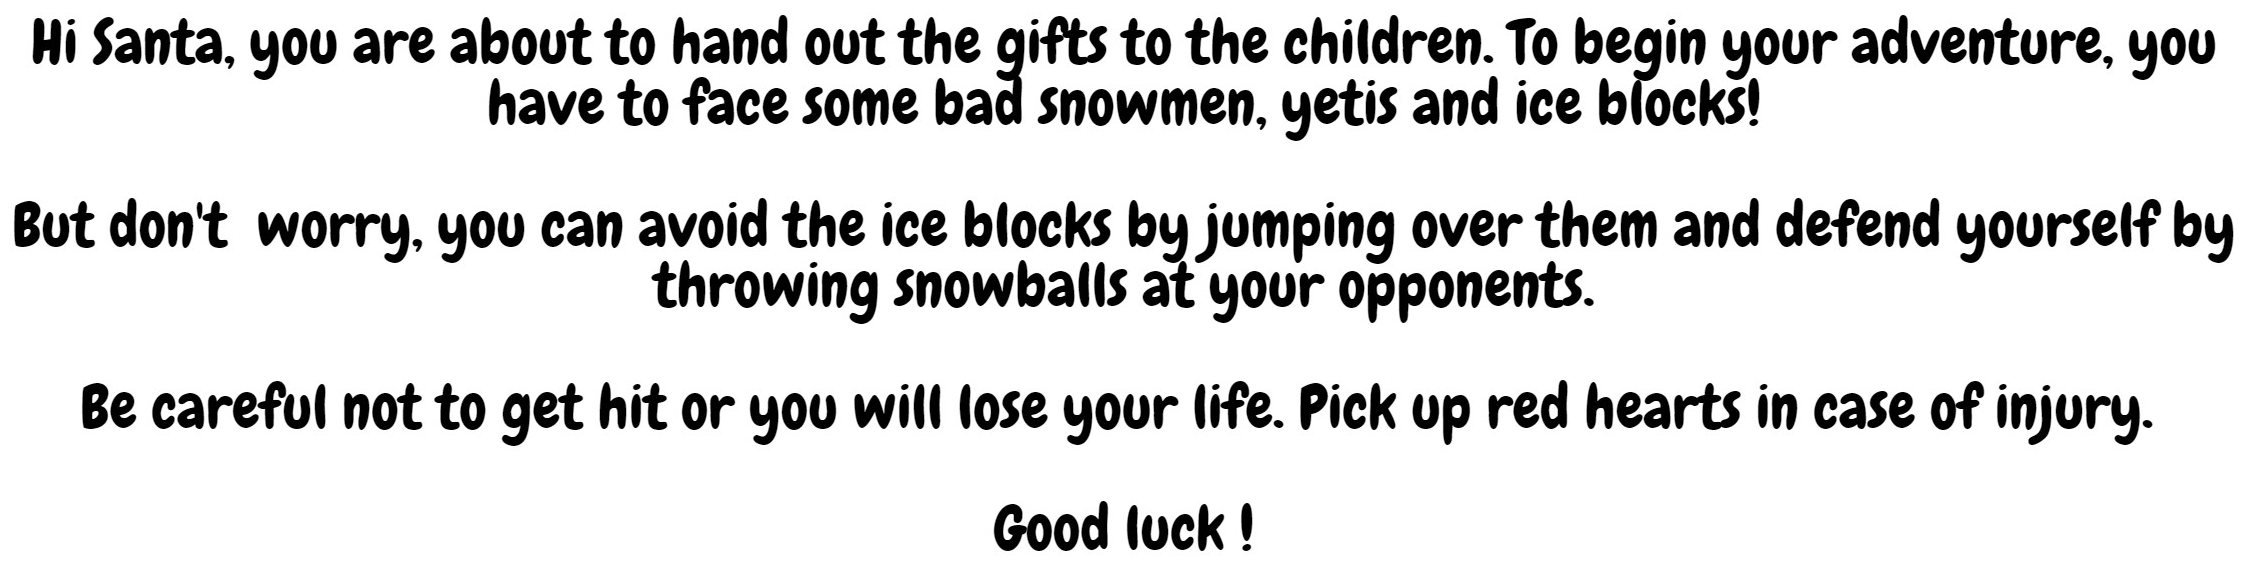 Hi Santa, you are about to hand out the gifts to the children. To begin your adventure, you
have to face some bad snowmen, yetis and ice blocks!
But don't  worry, you can avoid the ice blocks by jumping over them and defend yourself by
throwing snowballs at your opponents.
Be careful not to get hit or you will lose your life. Pick up red hearts in case of injury.
Good luck !